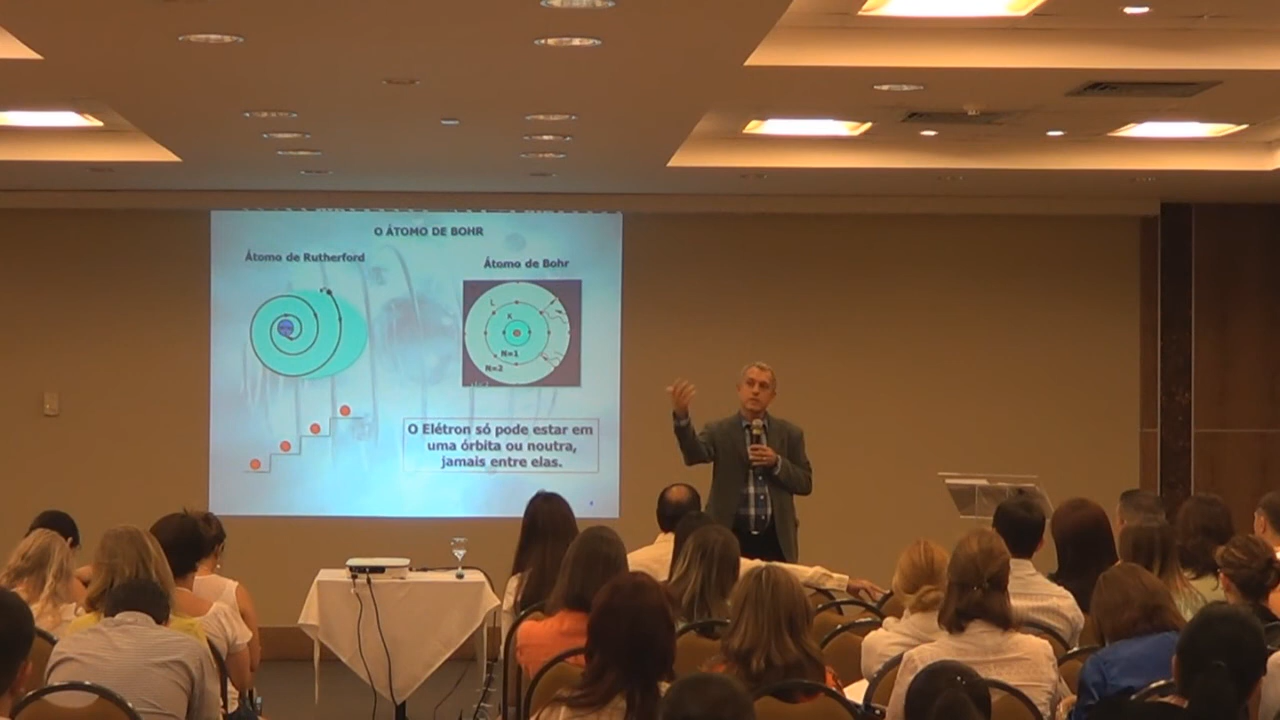 O ÁTOMO DE BOHR
Átomo de Rutherford
Átomo de Bohr
L
K
N=1
N=2
O Elétron só pode estar em
uma órbita ou noutra,
jamais entre elas.